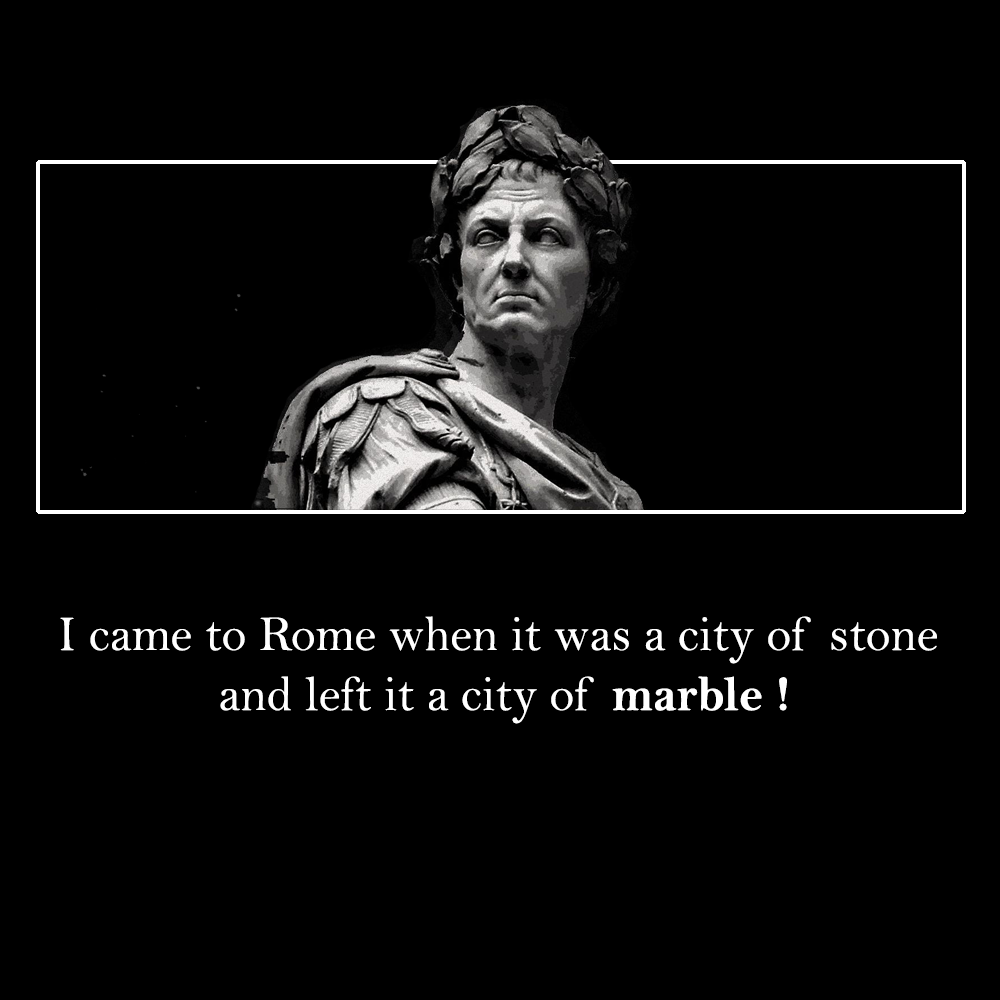 I came to Rome when it was a city of stone
and left it a city of marble !